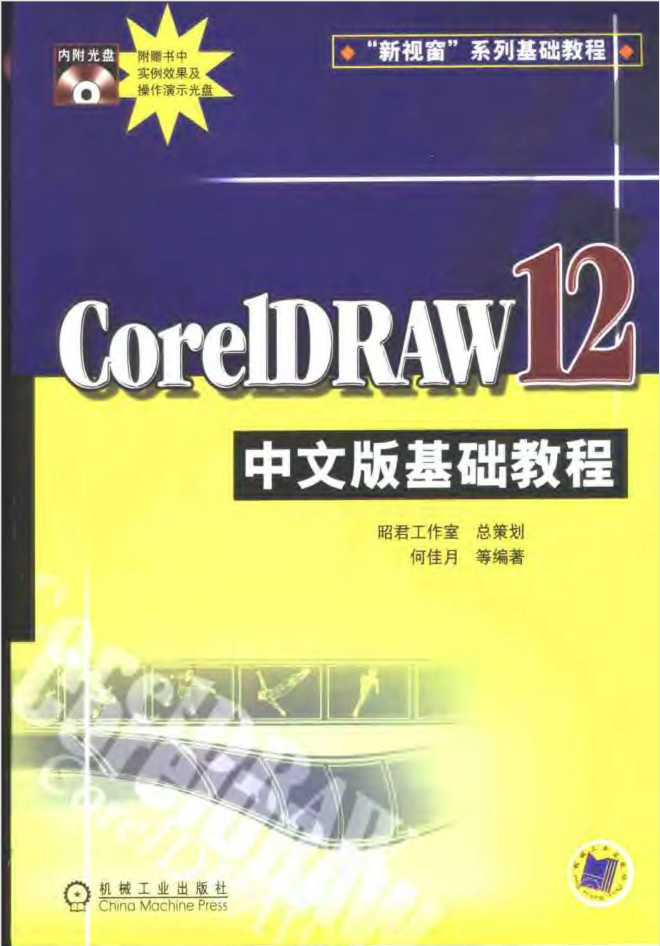 内附光盘
附赠书中
实例效果及
操作演示光盘
“新视窗”系列基础教程
CorelDRAW 12
中文版基础教程
昭君工作室 总策划
何佳月 等编著
CorelDRAW
机械工业出版社
China Machine Press